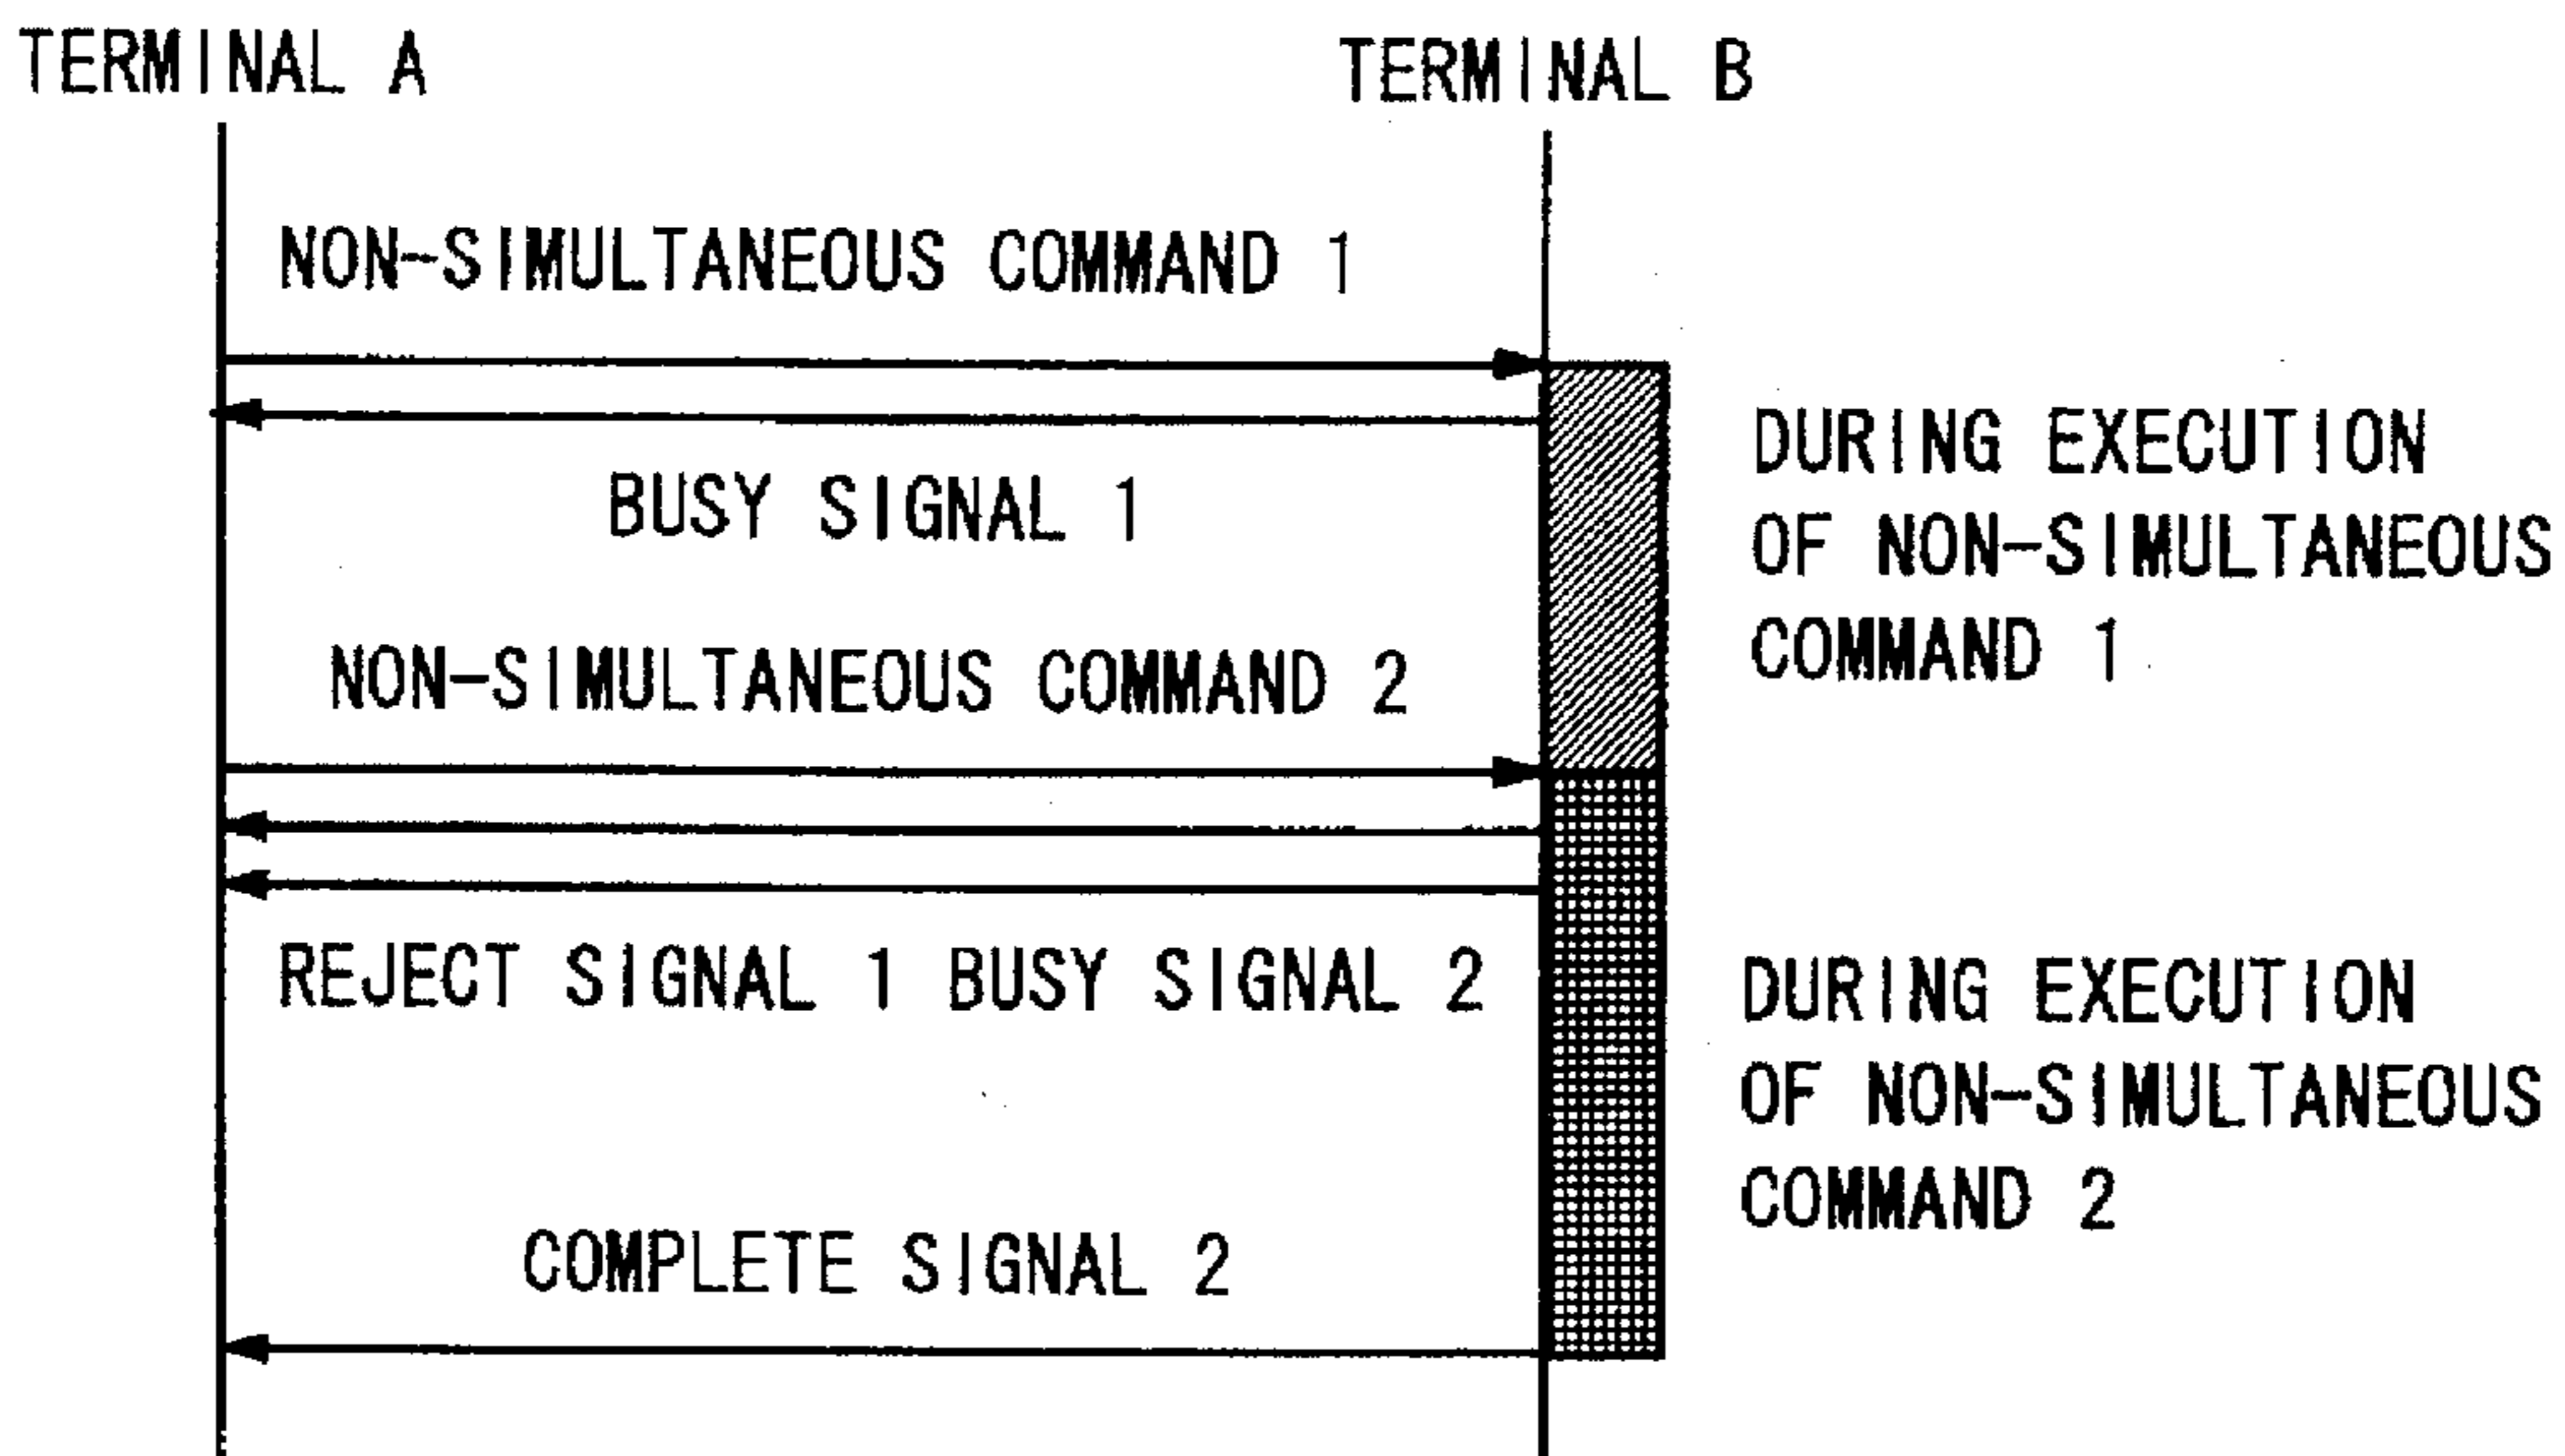 TERMINAL A
TERMINAL B
NON-SIMULTANEOUS COMMAND 1
BUSY SIGNAL 1
DURING EXECUTION
OF NON-SIMULTANEOUS
COMMAND 1
NON-SIMULTANEOUS COMMAND 2
REJECT SIGNAL 1 BUSY SIGNAL 2
DURING EXECUTION
OF NON-SIMULTANEOUS
COMMAND 2
COMPLETE SIGNAL 2